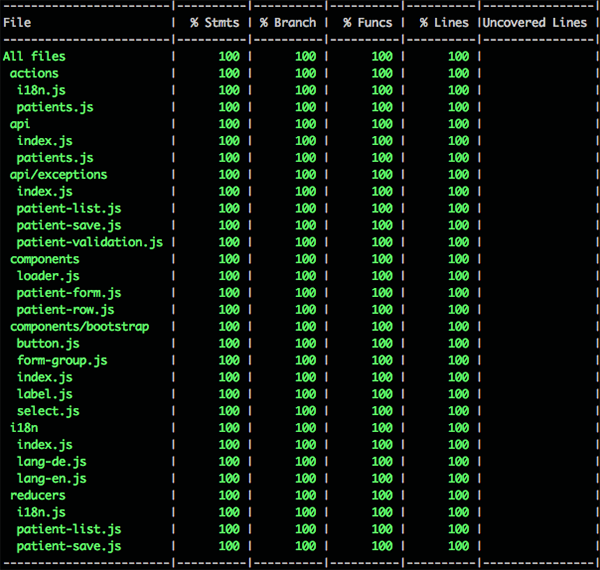 -----------------------|----------|----------|----------|----------|----------------|
File | % Stmts | % Branch | % Funcs | % Lines |Uncovered Lines |
-----------------------|----------|----------|----------|----------|----------------|
All files | 100 | 100 | 100 | 100 | |
actions | 100 | 100 | 100 | 100 | |
i18n.js | 100 | 100 | 100 | 100 | |
patients.js | 100 | 100 | 100 | 100 | |
api | 100 | 100 | 100 | 100 | |
index.js | 100 | 100 | 100 | 100 | |
patients.js | 100 | 100 | 100 | 100 | |
api/exceptions | 100 | 100 | 100 | 100 | |
index.js | 100 | 100 | 100 | 100 | |
patient-list.js | 100 | 100 | 100 | 100 | |
patient-save.js | 100 | 100 | 100 | 100 | |
patient-validation.js | 100 | 100 | 100 | 100 | |
components | 100 | 100 | 100 | 100 | |
loader.js | 100 | 100 | 100 | 100 | |
patient-form.js | 100 | 100 | 100 | 100 | |
patient-row.js | 100 | 100 | 100 | 100 | |
components/bootstrap | 100 | 100 | 100 | 100 | |
button.js | 100 | 100 | 100 | 100 | |
form-group.js | 100 | 100 | 100 | 100 | |
index.js | 100 | 100 | 100 | 100 | |
label.js | 100 | 100 | 100 | 100 | |
select.js | 100 | 100 | 100 | 100 | |
i18n | 100 | 100 | 100 | 100 | |
index.js | 100 | 100 | 100 | 100 | |
lang-de.js | 100 | 100 | 100 | 100 | |
lang-en.js | 100 | 100 | 100 | 100 | |
reducers | 100 | 100 | 100 | 100 | |
i18n.js | 100 | 100 | 100 | 100 | |
patient-list.js | 100 | 100 | 100 | 100 | |
patient-save.js | 100 | 100 | 100 | 100 | |
-----------------------|----------|----------|----------|----------|----------------|